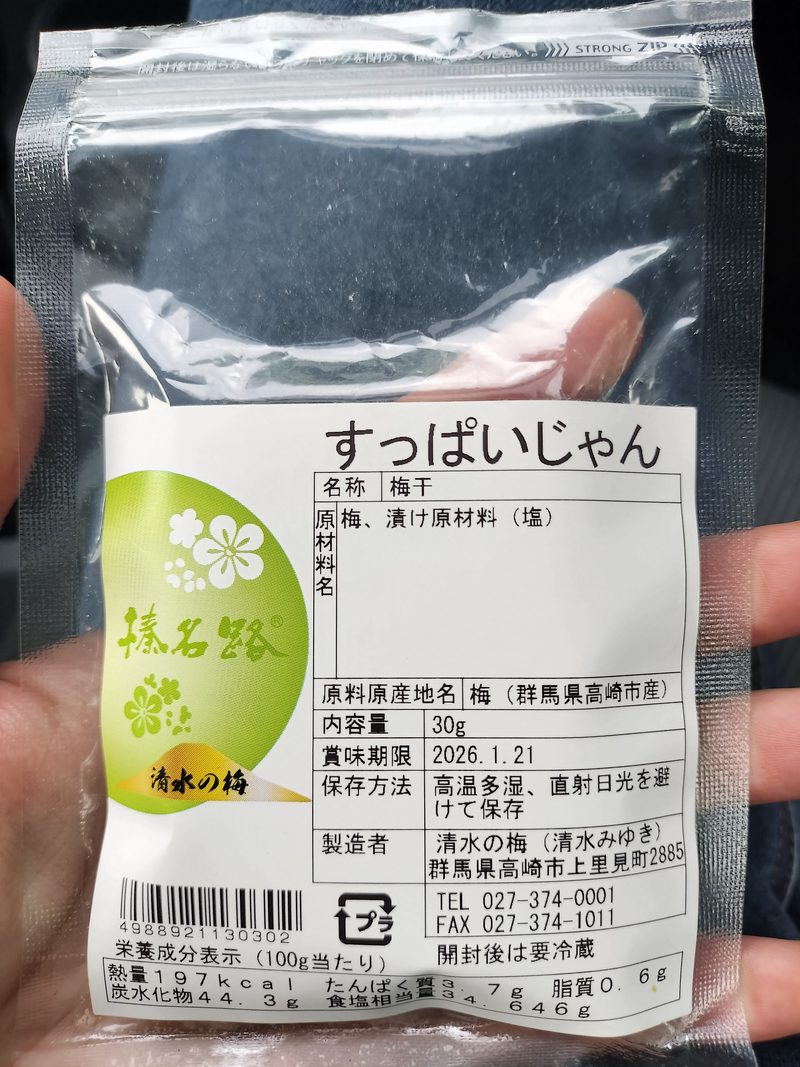 STRONG ZIP
すっぱいじゃん
名称 梅干
原材料名 梅、漬け原材料（塩）
榛名路®
清水の梅
原料原産地名 梅（群馬県高崎市産）
内容量 30g
賞味期限 2026.1.21
保存方法 高温多湿、直射日光を避
けて保存
製造者 清水の梅（清水みゆき）
群馬県高崎市上里見町2885
TEL 027-374-0001
FAX 027-374-1011
プラ
開封後は要冷蔵
4988921130302
栄養成分表示（100g当たり）
熱量197kcal たんぱく質3.7g 脂質0.6g
炭水化物44.3g 食塩相当量34.646g